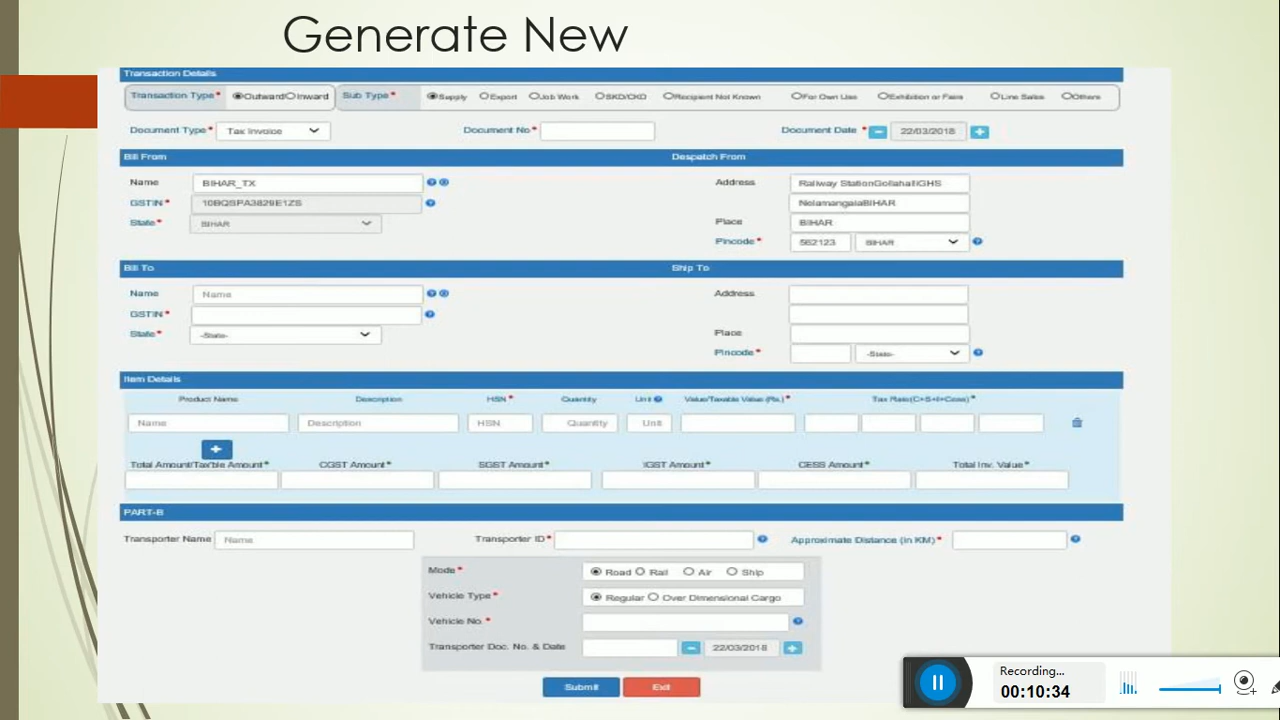 Generate New
Transaction Details
Transaction Type* Outward Inward Sub Type* Supply Export Job Work SKD/CKD Recipient Not Known For Own Use Exhibition or Fairs Line Sales Others
Document Type* Tax Invoice Document No* Document Date* 22/03/2018
Bill From Despatch From
Name BIHAR_TX Address Railway StationGollahalliGHS
GSTIN* 10BQSPA3829E1ZS NelamangalaBIHAR
State* BIHAR Place BIHAR
Pincode* 562123 BIHAR
Bill To Ship To
Name Name Address
GSTIN*
State* -State- Place
Pincode* -State-
Item Details
Product Name Description HSN* Quantity Unit Value/Taxable Value (Rs.)* Tax Rate(C+S+I+Cess)*
Name Description HSN Quantity Unit
+
Total Amount/Tax'ble Amount* CGST Amount* SGST Amount* IGST Amount* CESS Amount* Total Inv. Value*
PART-B
Transporter Name Name Transporter ID* Approximate Distance (in KM)*
Mode* Road Rail Air Ship
Vehicle Type* Regular Over Dimensional Cargo
Vehicle No.*
Transporter Doc. No. & Date 22/03/2018
Submit Exit
Recording...
00:10:34